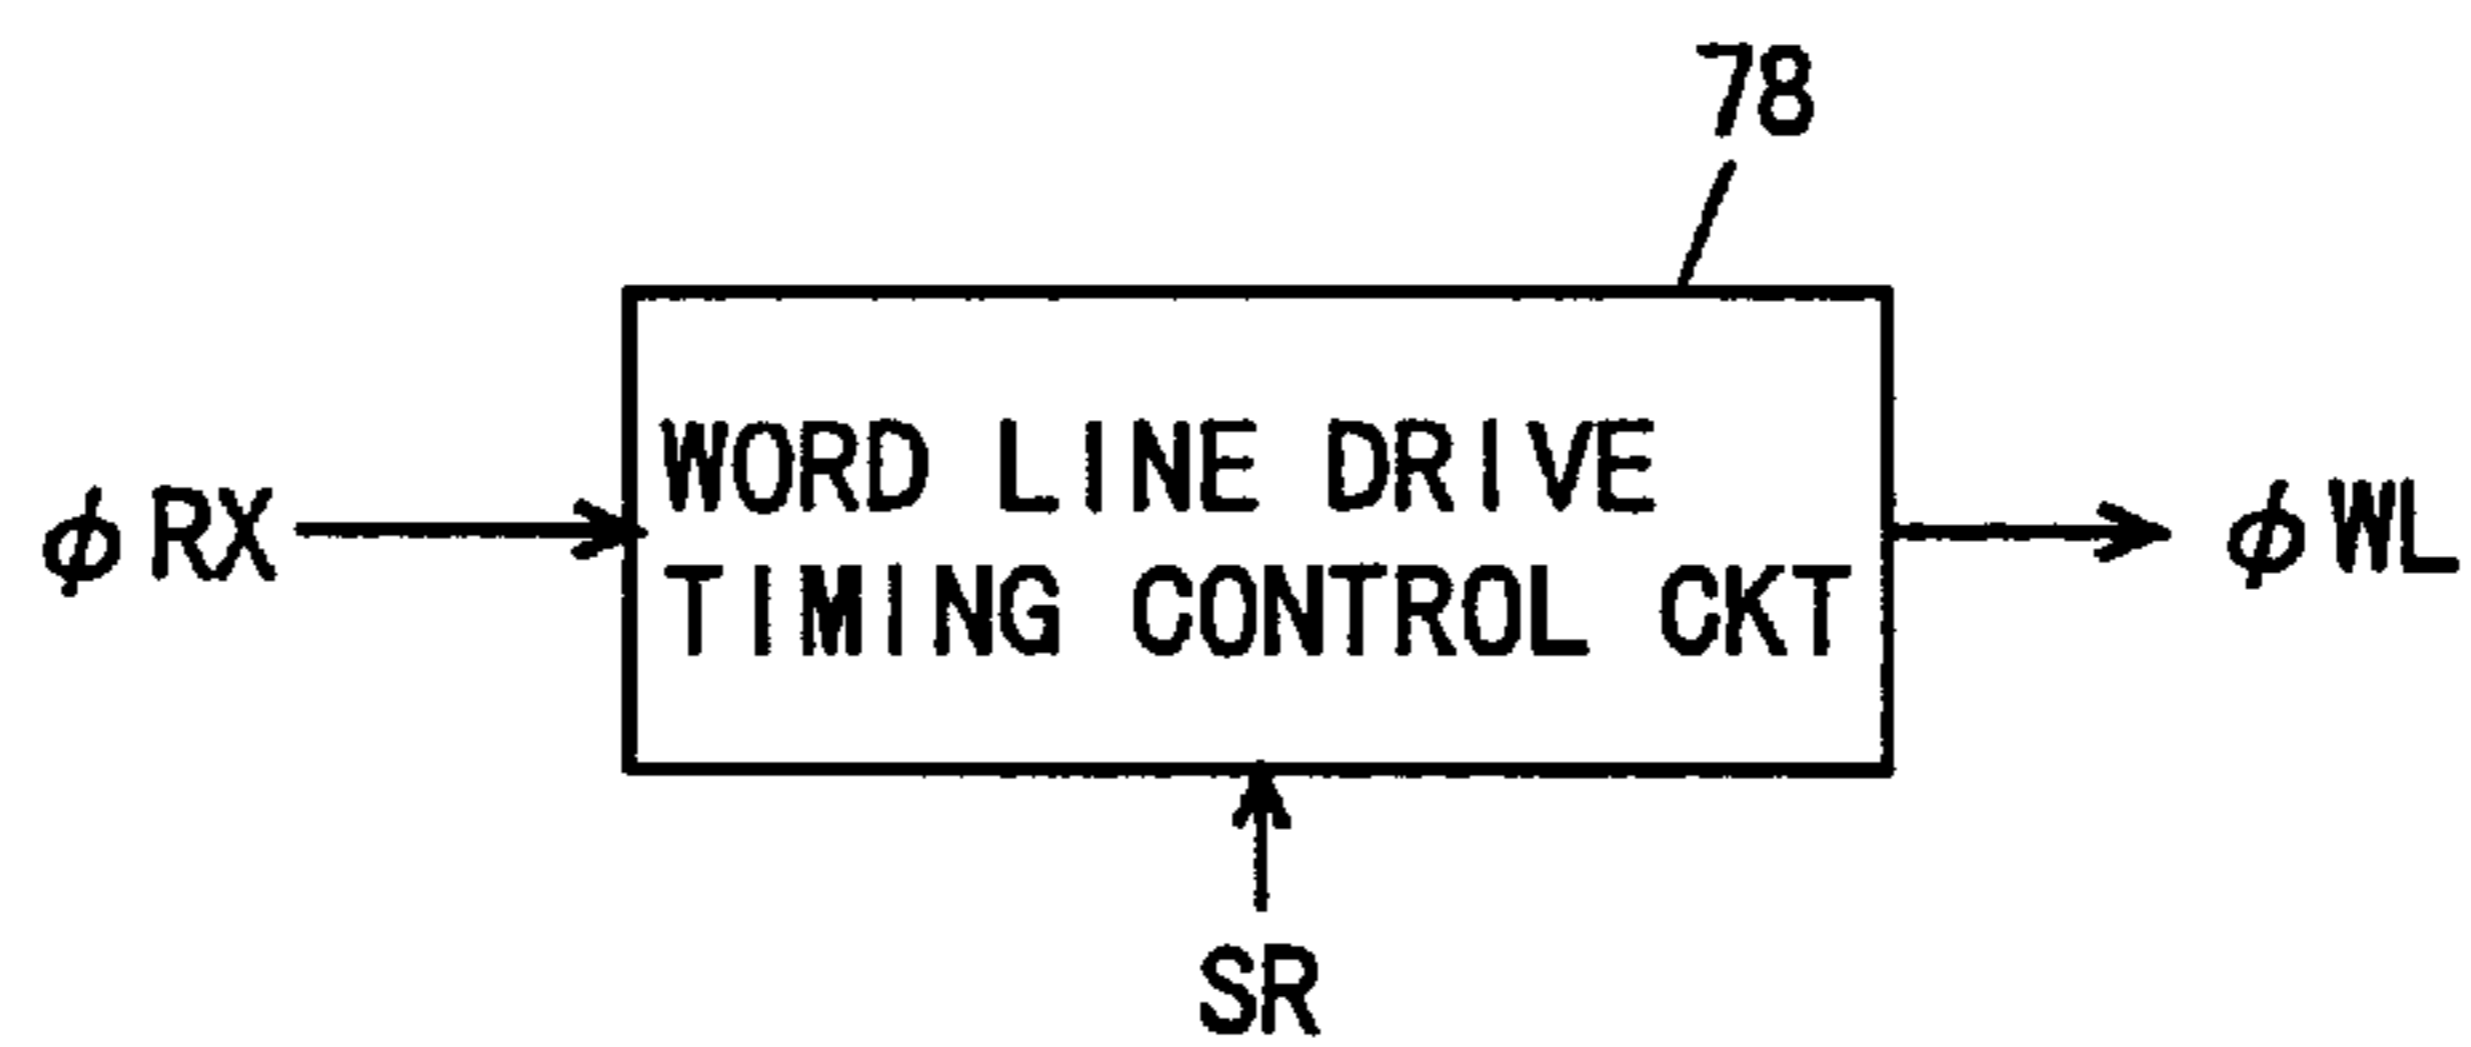 78
WORD LINE DRIVE
TIMING CONTROL CKT
φRX
φWL
SR